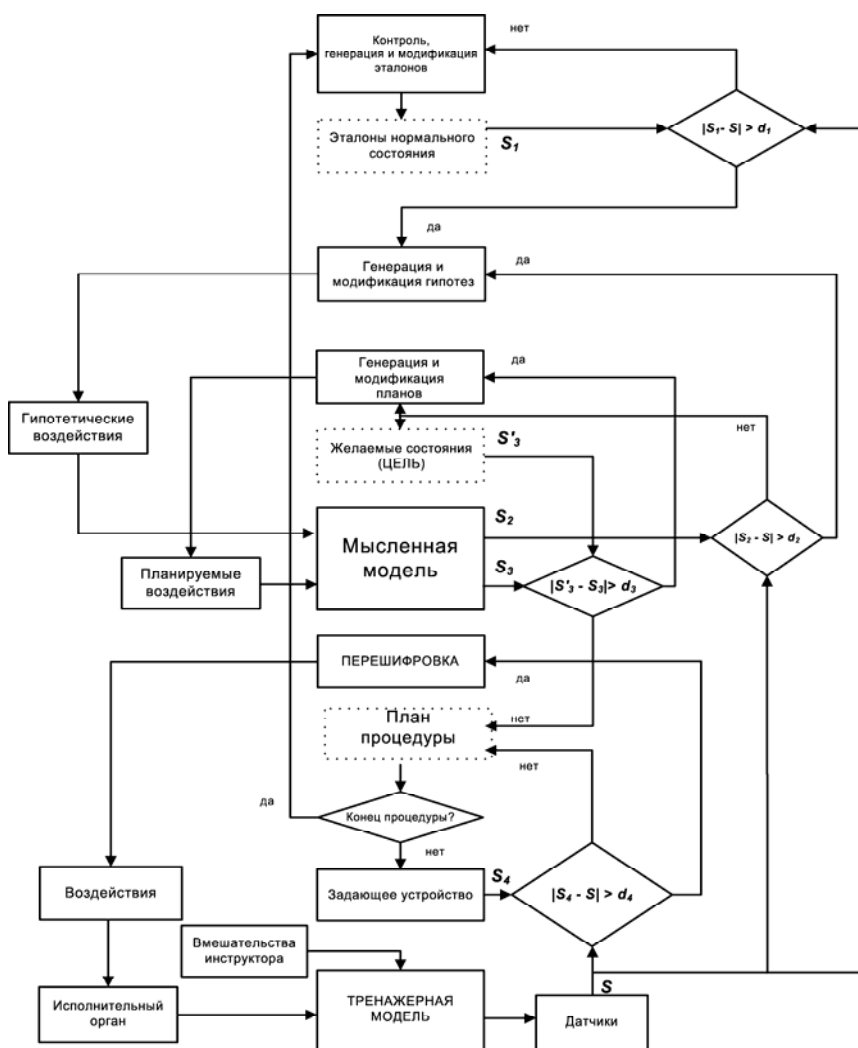 нет
Контроль,
генерация и модификация
эталонов
Эталоны нормального
состояния
S₁
|S₁- S| > d₁
да
Генерация и
модификация гипотез
да
Генерация и
модификация
планов
да
Гипотетические
воздействия
Желаемые состояния
(ЦЕЛЬ)
S'₃
нет
S₂
|S₂ - S| > d₂
Мысленная
модель
S₃
|S'₃ - S₃|> d₃
Планируемые
воздействия
ПЕРЕШИФРОВКА
да
План
процедуры
нет
нет
да
Конец процедуры?
нет
Воздействия
Задающее устройство
S₄
|S₄ - S| > d₄
Вмешательства
инструктора
Исполнительный
орган
ТРЕНАЖЕРНАЯ
МОДЕЛЬ
S
Датчики